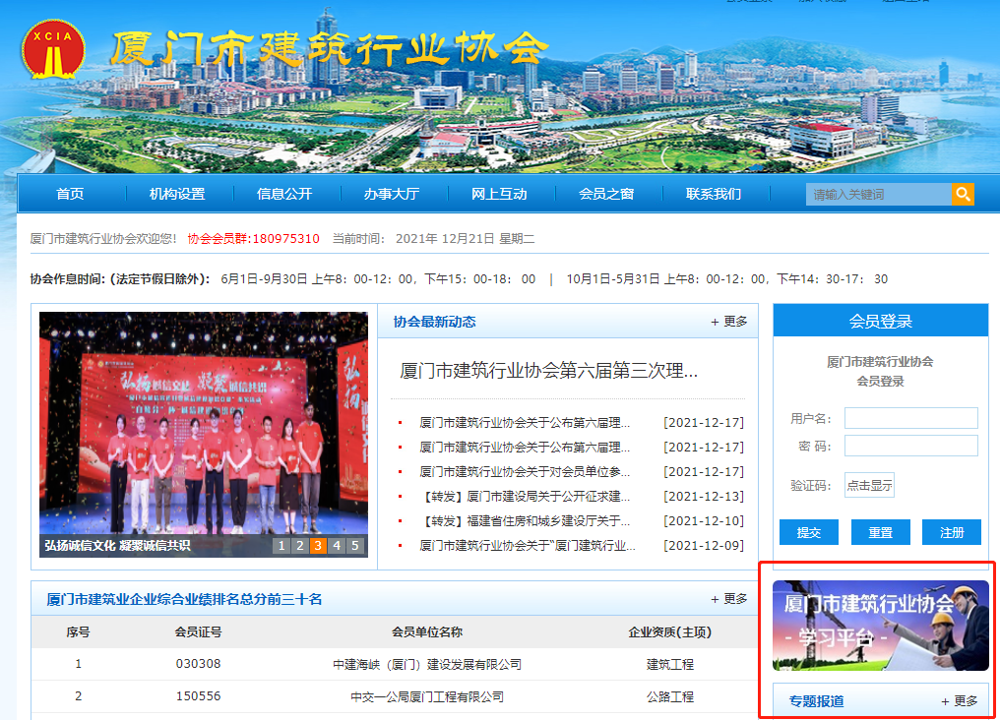 XCIA
厦门市建筑行业协会
首页 机构设置 信息公开 办事大厅 网上互动 会员之窗 联系我们 请输入关键词
厦门市建筑行业协会欢迎您! 协会会员群:180975310 当前时间: 2021年 12月21日 星期二
协会作息时间:(法定节假日除外): 6月1日-9月30日 上午8:00-12:00,下午15:00-18:00 | 10月1日-5月31日 上午8:00-12:00,下午14:30-17:30
弘扬诚信文化 凝聚诚信共识
1 2 3 4 5
协会最新动态 + 更多
厦门市建筑行业协会第六届第三次理...
厦门市建筑行业协会关于公布第六届理... [2021-12-17]
厦门市建筑行业协会关于公布第六届理... [2021-12-17]
厦门市建筑行业协会关于对会员单位参... [2021-12-17]
【转发】厦门市建设局关于公开征求建... [2021-12-13]
【转发】福建省住房和城乡建设厅关于... [2021-12-10]
厦门市建筑行业协会关于“厦门建筑行业... [2021-12-09]
会员登录
厦门市建筑行业协会
会员登录
用户名:
密 码:
验证码: 点击显示
提交 重置 注册
厦门市建筑业企业综合业绩排名总分前三十名 + 更多
序号 会员证号 会员单位名称 企业资质(主项)
1 030308 中建海峡（厦门）建设发展有限公司 建筑工程
2 150556 中交一公局厦门工程有限公司 公路工程
厦门市建筑行业协会
- 学习平台 -
专题报道 + 更多